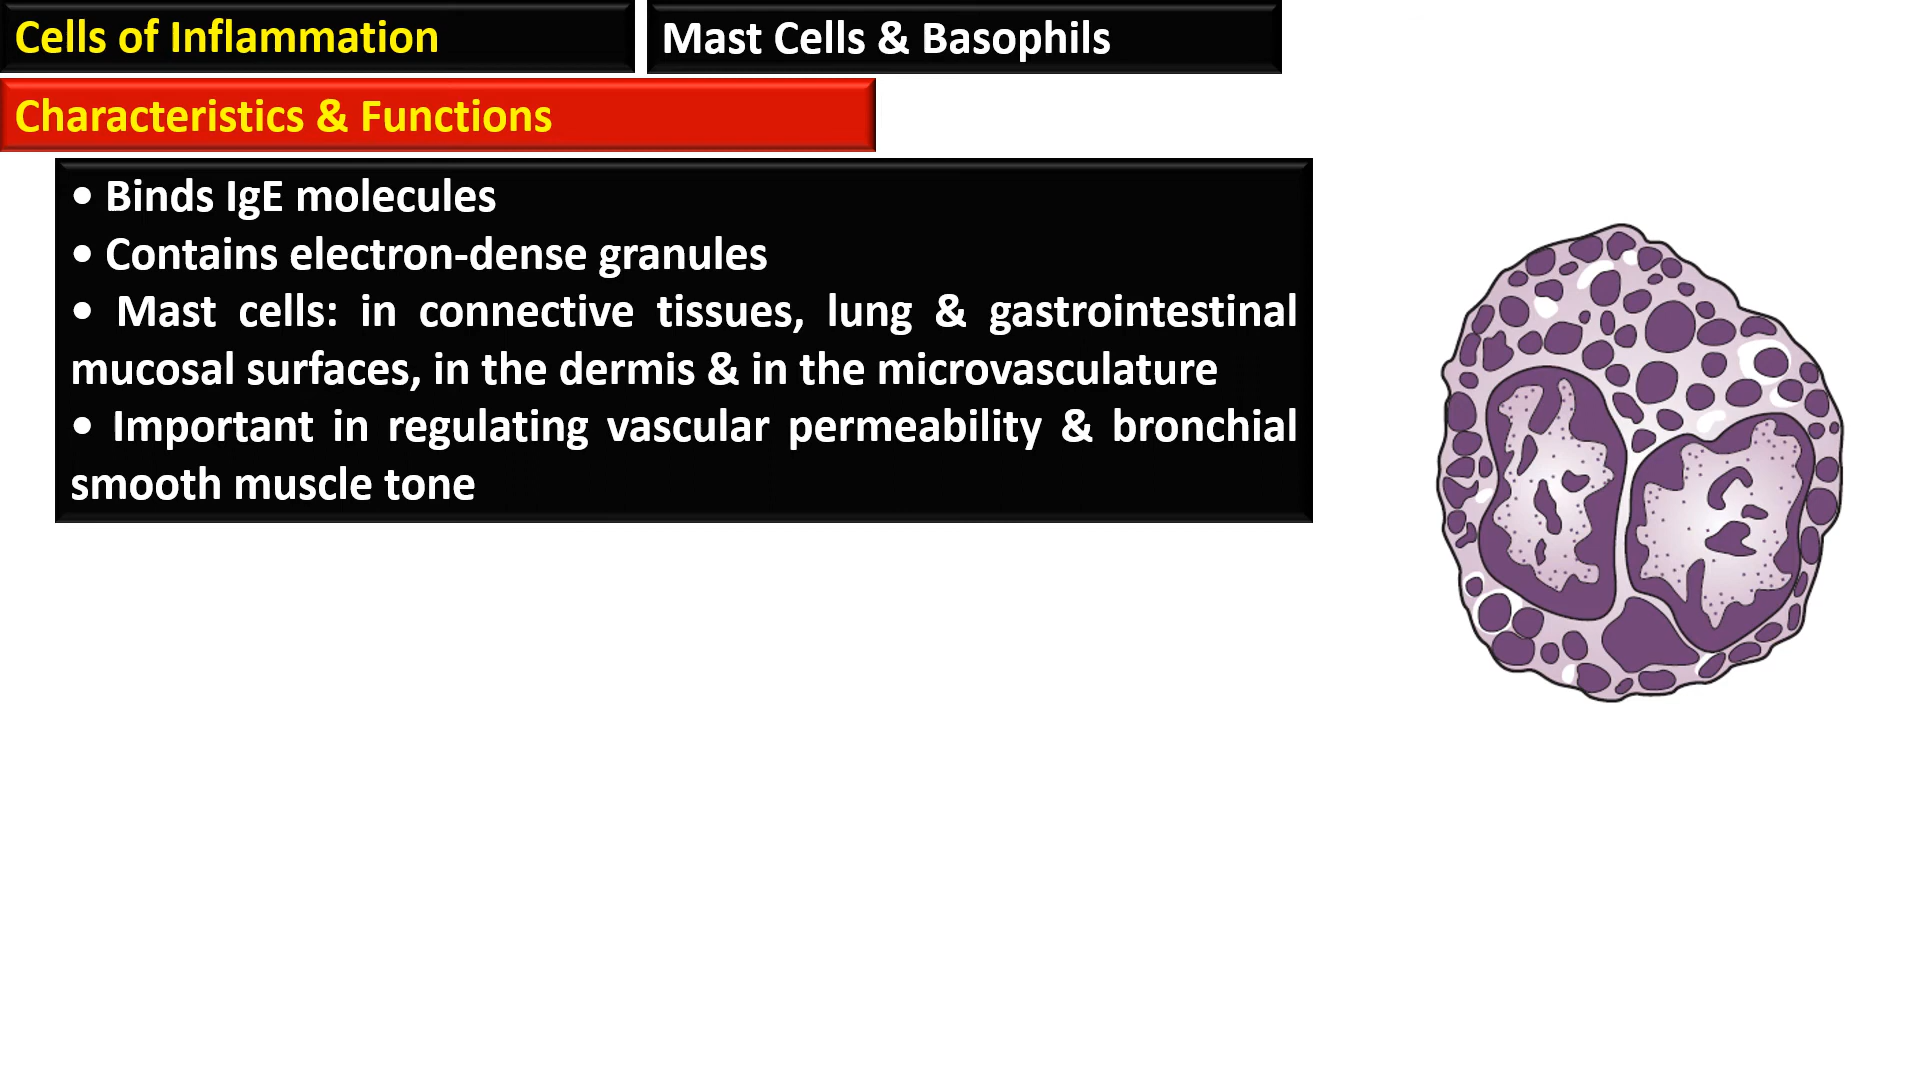 Cells of Inflammation
Mast Cells & Basophils
Characteristics & Functions
• Binds IgE molecules
• Contains electron-dense granules
• Mast cells: in connective tissues, lung & gastrointestinal
mucosal surfaces, in the dermis & in the microvasculature
• Important in regulating vascular permeability & bronchial
smooth muscle tone